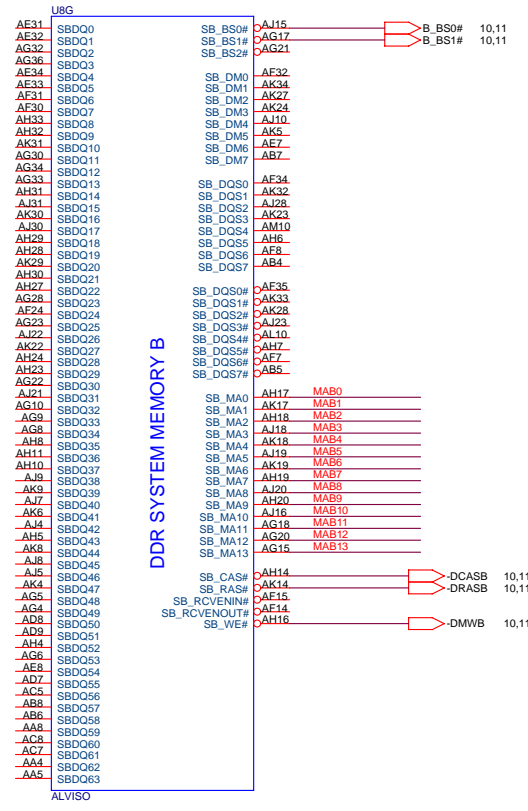 U8G
AE31 SBDQ0 SB_BS0# AJ15 B_BS0# 10,11
AE32 SBDQ1 SB_BS1# AG17 B_BS1# 10,11
AG32 SBDQ2 SB_BS2# AG21
AG36 SBDQ3
AE34 SBDQ4 SB_DM0 AF32
AE33 SBDQ5 SB_DM1 AK34
AF31 SBDQ6 SB_DM2 AK27
AF30 SBDQ7 SB_DM3 AK24
AH33 SBDQ8 SB_DM4 AJ10
AH32 SBDQ9 SB_DM5 AK5
AK31 SBDQ10 SB_DM6 AE7
AG30 SBDQ11 SB_DM7 AB7
AG34 SBDQ12
AG33 SBDQ13 SB_DQS0 AF34
AH31 SBDQ14 SB_DQS1 AK32
AJ31 SBDQ15 SB_DQS2 AJ28
AK30 SBDQ16 SB_DQS3 AK23
AJ30 SBDQ17 SB_DQS4 AM10
AH29 SBDQ18 SB_DQS5 AH6
AH28 SBDQ19 SB_DQS6 AF8
AK29 SBDQ20 SB_DQS7 AB4
AH30 SBDQ21
AH27 SBDQ22 SB_DQS0# AF35
AG28 SBDQ23 SB_DQS1# AK33
AF24 SBDQ24 SB_DQS2# AK28
AG23 SBDQ25 SB_DQS3# AJ23
AJ22 SBDQ26 SB_DQS4# AL10
AK22 SBDQ27 SB_DQS5# AH7
AH24 SBDQ28 SB_DQS6# AF7
AH23 SBDQ29 SB_DQS7# AB5
AG22 SBDQ30
AJ21 SBDQ31 SB_MA0 AH17 MAB0
AG10 SBDQ32 SB_MA1 AK17 MAB1
AG9 SBDQ33 SB_MA2 AH18 MAB2
AG8 SBDQ34 SB_MA3 AJ18 MAB3
AH8 SBDQ35 SB_MA4 AK18 MAB4
AH11 SBDQ36 SB_MA5 AJ19 MAB5
AH10 SBDQ37 SB_MA6 AK19 MAB6
AJ9 SBDQ38 SB_MA7 AH19 MAB7
AK9 SBDQ39 SB_MA8 AJ20 MAB8
AJ7 SBDQ40 SB_MA9 AH20 MAB9
AK6 SBDQ41 SB_MA10 AJ16 MAB10
AJ4 SBDQ42 SB_MA11 AG18 MAB11
AH5 SBDQ43 SB_MA12 AG20 MAB12
AK8 SBDQ44 SB_MA13 AG15 MAB13
AJ8 SBDQ45
AJ5 SBDQ46 SB_CAS# AH14 -DCASB 10,11
AK4 SBDQ47 SB_RAS# AK14 -DRASB 10,11
AG5 SBDQ48 SB_RCVENIN# AF15
AG4 SBDQ49 SB_RCVENOUT# AF14
AD8 SBDQ50 SB_WE# AH16 -DMWB 10,11
AD9 SBDQ51
AH4 SBDQ52
AG6 SBDQ53
AE8 SBDQ54
AD7 SBDQ55
AC5 SBDQ56
AB8 SBDQ57
AB6 SBDQ58
AA8 SBDQ59
AC8 SBDQ60
AC7 SBDQ61
AA4 SBDQ62
AA5 SBDQ63
DDR SYSTEM MEMORY B
ALVISO